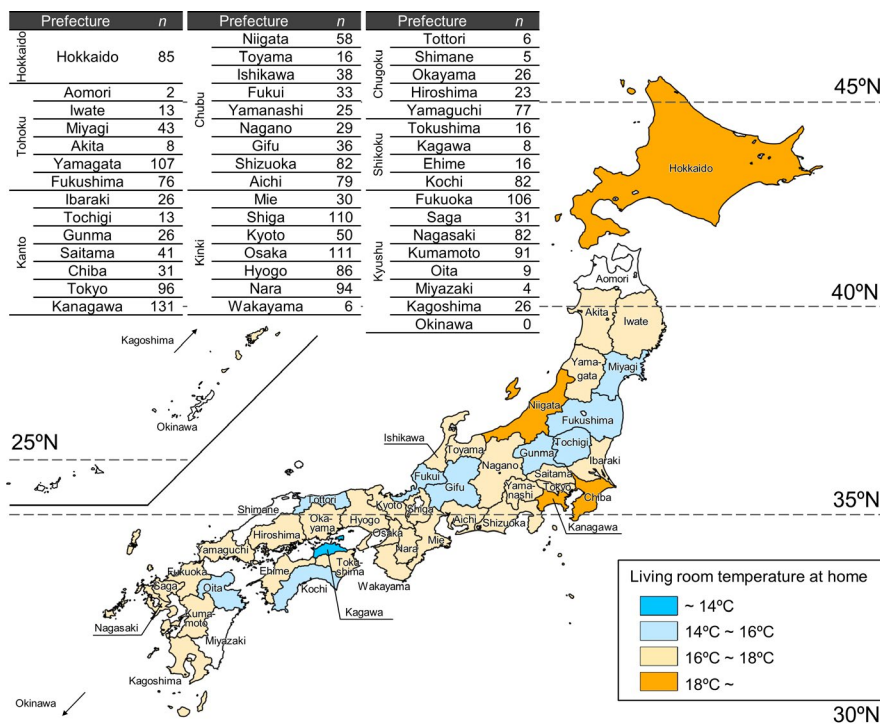 Prefecture n Prefecture n Prefecture n
Hokkaido Hokkaido 85
Tohoku
Aomori 2
Iwate 13
Miyagi 43
Akita 8
Yamagata 107
Fukushima 76
Kanto
Ibaraki 26
Tochigi 13
Gunma 26
Saitama 41
Chiba 31
Tokyo 96
Kanagawa 131
Chubu
Niigata 58
Toyama 16
Ishikawa 38
Fukui 33
Yamanashi 25
Nagano 29
Gifu 36
Shizuoka 82
Aichi 79
Kinki
Mie 30
Shiga 110
Kyoto 50
Osaka 111
Hyogo 86
Nara 94
Wakayama 6
Chugoku
Tottori 6
Shimane 5
Okayama 26
Hiroshima 23
Yamaguchi 77
Shikoku
Tokushima 16
Kagawa 8
Ehime 16
Kochi 82
Kyushu
Fukuoka 106
Saga 31
Nagasaki 82
Kumamoto 91
Oita 9
Miyazaki 4
Kagoshima 26
Okinawa 0
45ºN
Hokkaido
Aomori
40ºN
Akita
Iwate
Kagoshima
Yama-
gata
Miyagi
Okinawa
Niigata
Fukushima
25ºN
Ishikawa
Toyama
Gunma
Tochigi
Ibaraki
Nagano
Saitama
Fukui
Gifu
Yama-
nashi
Tokyo
Chiba
35ºN
Kanagawa
Shimane
Tottori
Kyoto
Shiga
Oka-
yama
Hyogo
Aichi
Shizuoka
Hiroshima
Osaka
Mie
Yamaguchi
Nara
Fukuoka
Ehime
Toku-
shima
Wakayama
Saga
Oita
Kochi
Kagawa
Kuma-
moto
Nagasaki
Miyazaki
Kagoshima
Okinawa
Living room temperature at home
~ 14ºC
14ºC ~ 16ºC
16ºC ~ 18ºC
18ºC ~
30ºN